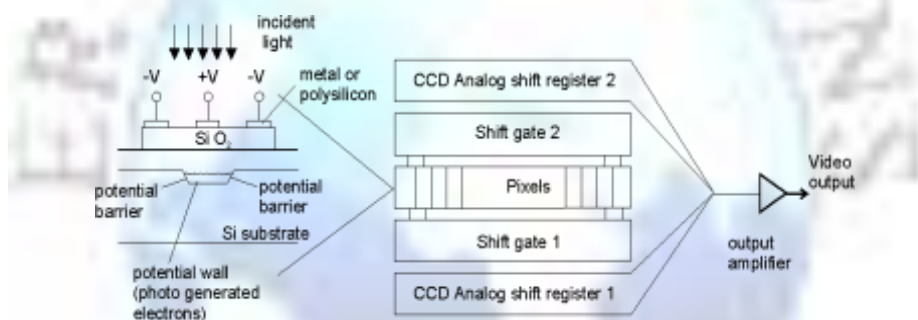 incident
light
-V
+V
-V
metal or
polysilicon
Si O2
potential
barrier
potential
barrier
Si substrate
potential wall
(photo generated
electrons)
CCD Analog shift register 2
Shift gate 2
Pixels
Shift gate 1
CCD Analog shift register 1
output
amplifier
Video
output